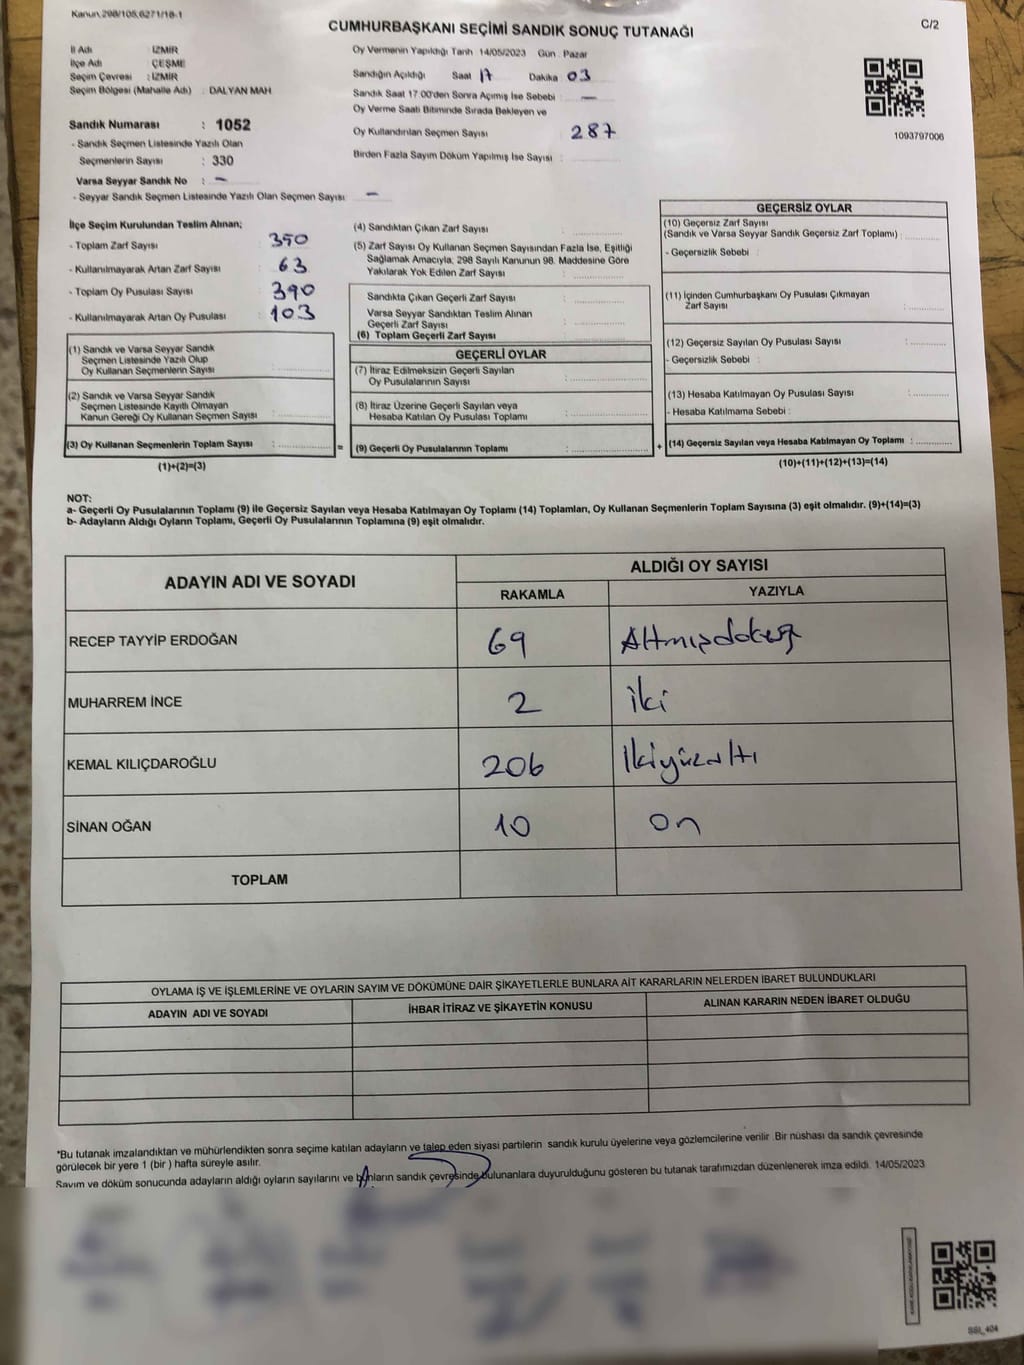 Kanun,298/105,6271/18-1
CUMHURBAŞKANI SEÇİMİ SANDIK SONUÇ TUTANAĞI
C/2
İl Adı : İZMİR
İlçe Adı : ÇEŞME
Seçim Çevresi : İZMİR
Seçim Bölgesi (Mahalle Adı) : DALYAN MAH
Sandık Numarası : 1052
- Sandık Seçmen Listesinde Yazılı Olan
Seçmenlerin Sayısı : 330
Varsa Seyyar Sandık No : –
- Seyyar Sandık Seçmen Listesinde Yazılı Olan Seçmen Sayısı : –
Oy Vermenin Yapıldığı Tarih 14/05/2023 Gün : Pazar
Sandığın Açıldığı Saat 17 Dakika 03
Sandık Saat 17:00'den Sonra Açımış İse Sebebi : –
Oy Verme Saati Bitiminde Sırada Bekleyen ve
Oy Kullandırılan Seçmen Sayısı 287
Birden Fazla Sayım Döküm Yapılmış İse Sayısı :
1093797006
İlçe Seçim Kurulundan Teslim Alınan;
- Toplam Zarf Sayısı : 350
- Kullanılmayarak Artan Zarf Sayısı : 63
- Toplam Oy Pusulası Sayısı : 390
- Kullanılmayarak Artan Oy Pusulası : 103
(1) Sandık ve Varsa Seyyar Sandık
Seçmen Listesinde Yazılı Olup
Oy Kullanan Seçmenlerin Sayısı :
(2) Sandık ve Varsa Seyyar Sandık
Seçmen Listesinde Kayıtlı Olmayan
Kanun Gereği Oy Kullanan Seçmen Sayısı :
(3) Oy Kullanan Seçmenlerin Toplam Sayısı :
(1)+(2)=(3)
=
(4) Sandıktan Çıkan Zarf Sayısı :
(5) Zarf Sayısı Oy Kullanan Seçmen Sayısından Fazla İse, Eşitliği
Sağlamak Amacıyla; 298 Sayılı Kanunun 98. Maddesine Göre
Yakılarak Yok Edilen Zarf Sayısı :
Sandıkta Çıkan Geçerli Zarf Sayısı :
Varsa Seyyar Sandıktan Teslim Alınan
Geçerli Zarf Sayısı :
(6) Toplam Geçerli Zarf Sayısı :
GEÇERLİ OYLAR
(7) İtiraz Edilmeksizin Geçerli Sayılan
Oy Pusulalarının Sayısı :
(8) İtiraz Üzerine Geçerli Sayılan veya
Hesaba Katılan Oy Pusulası Toplamı :
(9) Geçerli Oy Pusulalarının Toplamı :
+
GEÇERSİZ OYLAR
(10) Geçersiz Zarf Sayısı
(Sandık ve Varsa Seyyar Sandık Geçersiz Zarf Toplamı) :
- Geçersizlik Sebebi :
(11) İçinden Cumhurbaşkanı Oy Pusulası Çıkmayan
Zarf Sayısı :
(12) Geçersiz Sayılan Oy Pusulası Sayısı :
- Geçersizlik Sebebi :
(13) Hesaba Katılmayan Oy Pusulası Sayısı :
- Hesaba Katılmama Sebebi :
(14) Geçersiz Sayılan veya Hesaba Katılmayan Oy Toplamı :
(10)+(11)+(12)+(13)=(14)
NOT:
a- Geçerli Oy Pusulalarının Toplamı (9) ile Geçersiz Sayılan veya Hesaba Katılmayan Oy Toplamı (14) Toplamları, Oy Kullanan Seçmenlerin Toplam Sayısına (3) eşit olmalıdır. (9)+(14)=(3)
b- Adayların Aldığı Oyların Toplamı, Geçerli Oy Pusulalarının Toplamına (9) eşit olmalıdır.
ADAYIN ADI VE SOYADI
ALDIĞI OY SAYISI
RAKAMLA YAZIYLA
RECEP TAYYİP ERDOĞAN 69 Altmışdokuz
MUHARREM İNCE 2 iki
KEMAL KILIÇDAROĞLU 206 ikiyüzaltı
SİNAN OĞAN 10 on
TOPLAM
OYLAMA İŞ VE İŞLEMLERİNE VE OYLARIN SAYIM VE DÖKÜMÜNE DAİR ŞİKAYETLERLE BUNLARA AİT KARARLARIN NELERDEN İBARET BULUNDUKLARI
ADAYIN ADI VE SOYADI İHBAR İTİRAZ VE ŞİKAYETİN KONUSU ALINAN KARARIN NEDEN İBARET OLDUĞU
*Bu tutanak imzalandıktan ve mühürlendikten sonra seçime katılan adayların ve talep eden siyasi partilerin sandık kurulu üyelerine veya gözlemcilerine verilir. Bir nüshası da sandık çevresinde
görülecek bir yere 1 (bir ) hafta süreyle asılır.
Sayım ve döküm sonucunda adayların aldığı oyların sayılarını ve bunların sandık çevresinde bulunanlara duyurulduğunu gösteren bu tutanak tarafımızdan düzenlenerek imza edildi. 14/05/2023
SSI_404